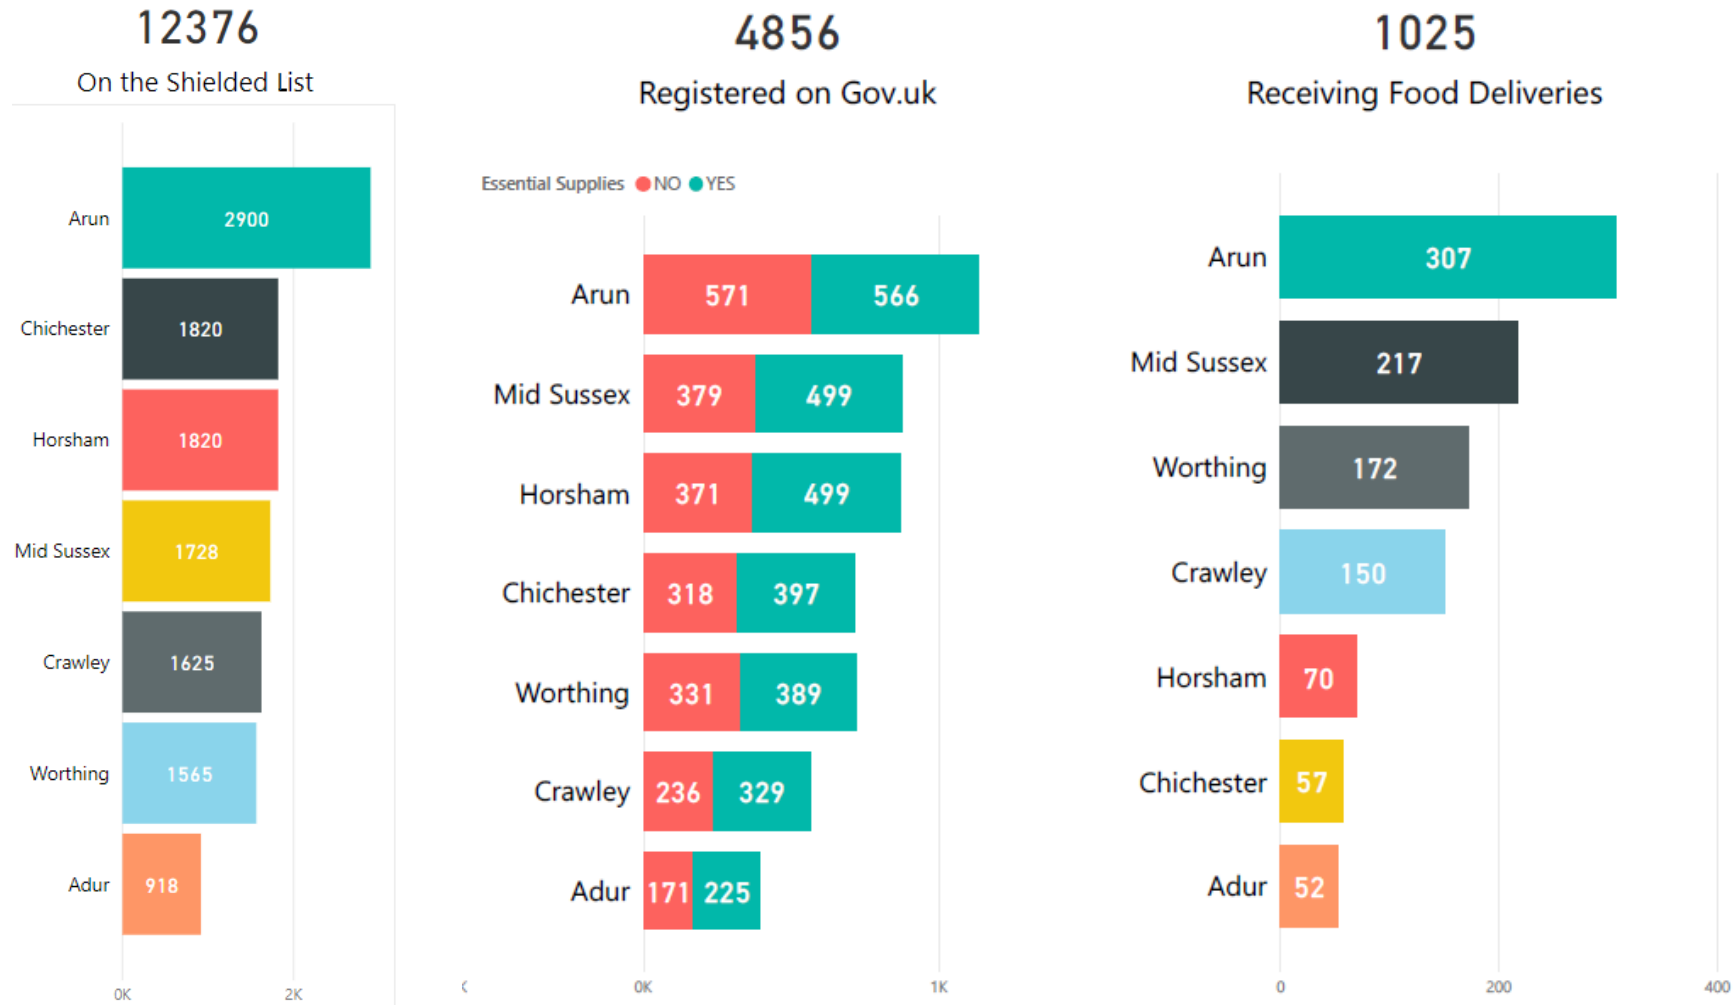 12376
On the Shielded List
Arun
2900
Chichester
1820
Horsham
1820
Mid Sussex
1728
Crawley
1625
Worthing
1565
Adur
918
0K
2K
4856
Registered on Gov.uk
Essential Supplies NO YES
Arun
571
566
Mid Sussex
379
499
Horsham
371
499
Chichester
318
397
Worthing
331
389
Crawley
236
329
Adur
171
225
0K
1K
1025
Receiving Food Deliveries
Arun
307
Mid Sussex
217
Worthing
172
Crawley
150
Horsham
70
Chichester
57
Adur
52
0
200
400